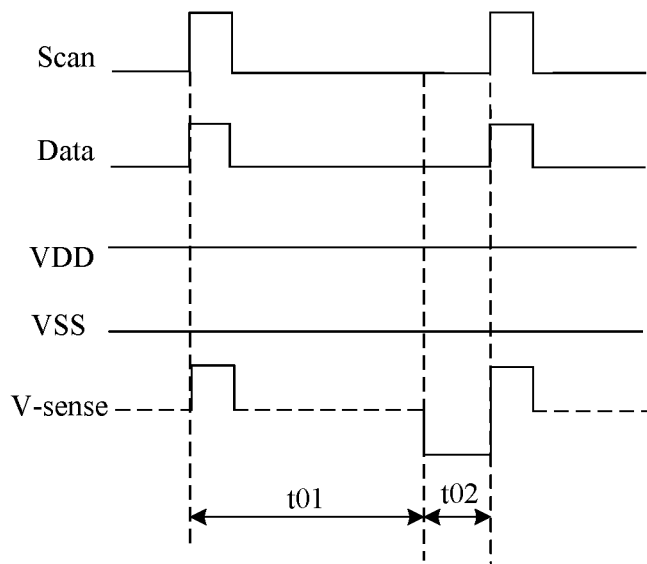 Scan
Data
VDD
VSS
V-sense
t01
t02